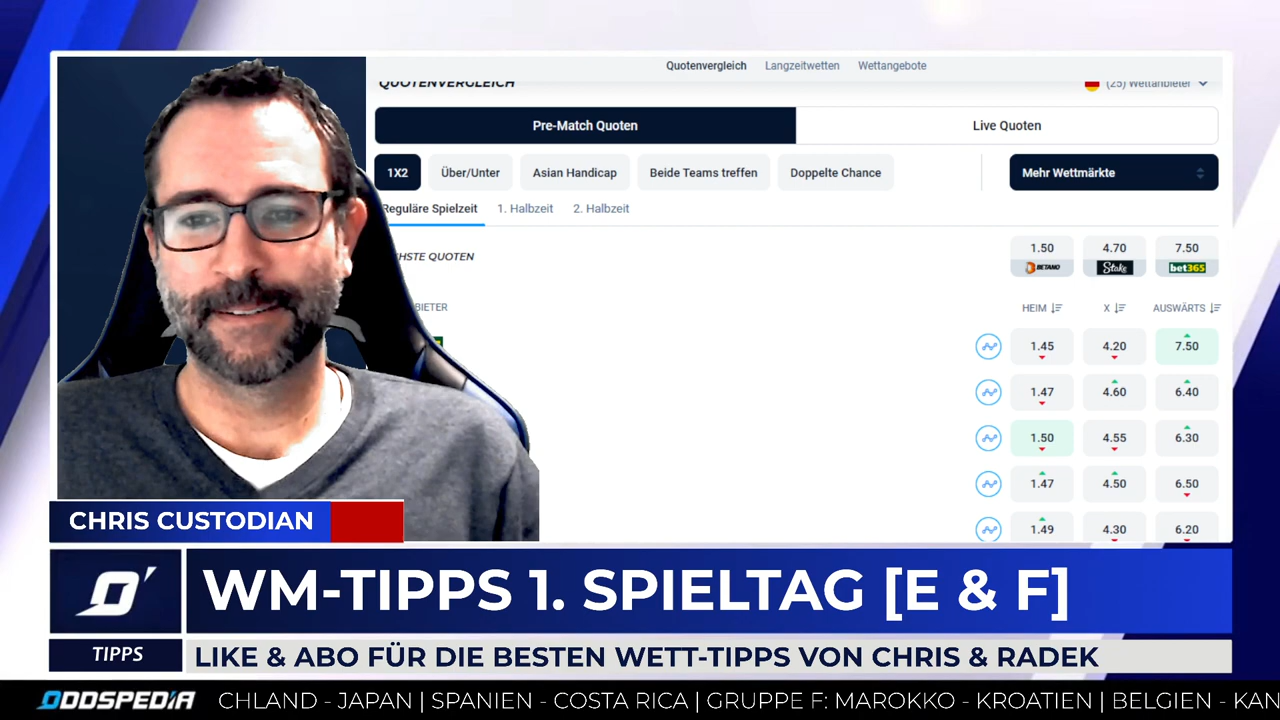 Quotenvergleich Langzeitwetten Wettangebote
QUOTENVERGLEICH
(25) Wettanbieter
Pre-Match Quoten Live Quoten
1X2 Über/Unter Asian Handicap Beide Teams treffen Doppelte Chance Mehr Wettmärkte
Reguläre Spielzeit 1. Halbzeit 2. Halbzeit
HSTE QUOTEN
1.50 4.70 7.50
BETANO Stake bet365
BIETER HEIM X AUSWÄRTS
1.45 4.20 7.50
1.47 4.60 6.40
1.50 4.55 6.30
1.47 4.50 6.50
1.49 4.30 6.20
CHRIS CUSTODIAN
O'
WM-TIPPS 1. SPIELTAG [E & F]
TIPPS
LIKE & ABO FÜR DIE BESTEN WETT-TIPPS VON CHRIS & RADEK
ODDSPEDIA
CHLAND - JAPAN | SPANIEN - COSTA RICA | GRUPPE F: MAROKKO - KROATIEN | BELGIEN - KAN